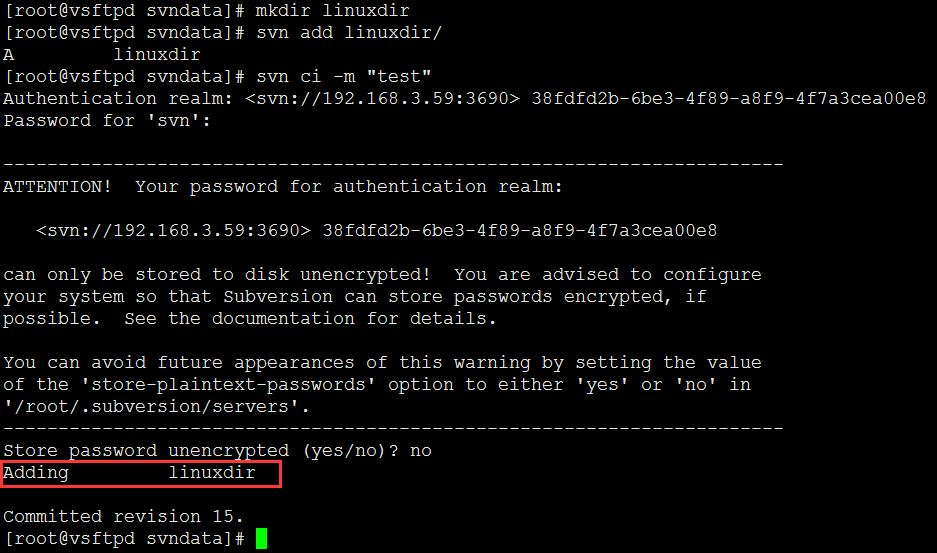 [root@vsftpd svndata]# mkdir linuxdir
[root@vsftpd svndata]# svn add linuxdir/
A         linuxdir
[root@vsftpd svndata]# svn ci -m "test"
Authentication realm: <svn://192.168.3.59:3690> 38fdfd2b-6be3-4f89-a8f9-4f7a3cea00e8
Password for 'svn':
-----------------------------------------------------------------------
ATTENTION!  Your password for authentication realm:
   <svn://192.168.3.59:3690> 38fdfd2b-6be3-4f89-a8f9-4f7a3cea00e8
can only be stored to disk unencrypted!  You are advised to configure
your system so that Subversion can store passwords encrypted, if
possible.  See the documentation for details.
You can avoid future appearances of this warning by setting the value
of the 'store-plaintext-passwords' option to either 'yes' or 'no' in
'/root/.subversion/servers'.
-----------------------------------------------------------------------
Store password unencrypted (yes/no)? no
Adding         linuxdir
Committed revision 15.
[root@vsftpd svndata]#